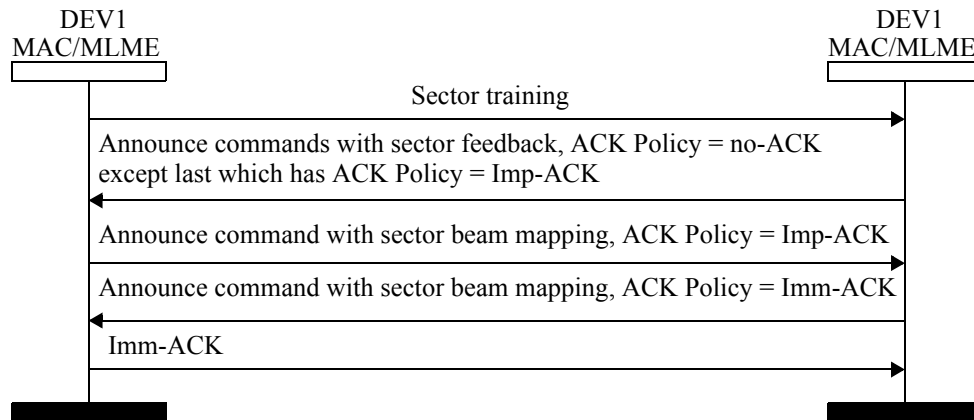 DEV1
MAC/MLME
DEV1
MAC/MLME
Sector training
Announce commands with sector feedback, ACK Policy = no-ACK
except last which has ACK Policy = Imp-ACK
Announce command with sector beam mapping, ACK Policy = Imp-ACK
Announce command with sector beam mapping, ACK Policy = Imm-ACK
Imm-ACK